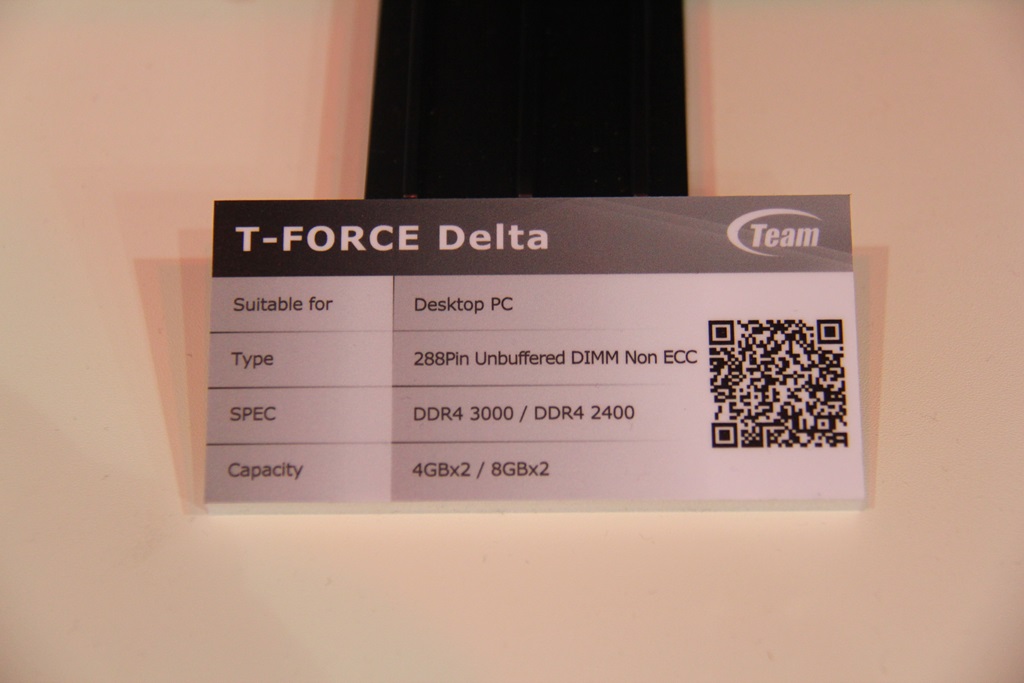 T-FORCE Delta
Team
Suitable for Desktop PC
Type 288Pin Unbuffered DIMM Non ECC
SPEC DDR4 3000 / DDR4 2400
Capacity 4GBx2 / 8GBx2